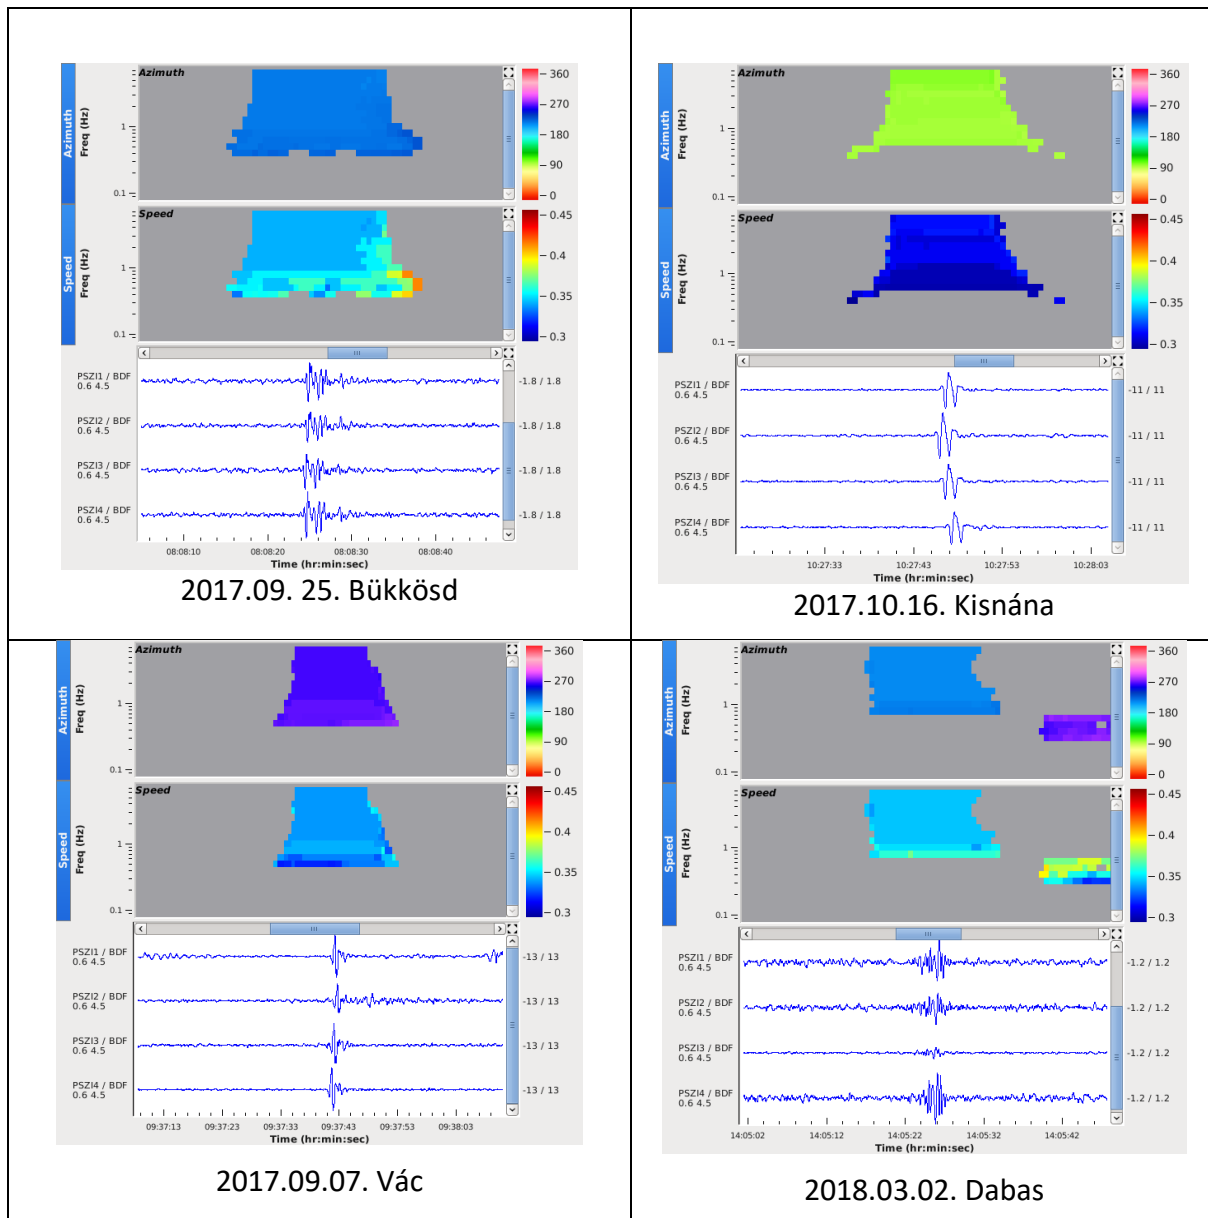 Azimuth
360
270
180
90
0
Azimuth
Freq (Hz)
1
0.1
Speed
0.45
0.4
0.35
0.3
Speed
Freq (Hz)
1
0.1
PSZI1 / BDF
0.6 4.5
-1.8 / 1.8
PSZI2 / BDF
0.6 4.5
-1.8 / 1.8
PSZI3 / BDF
0.6 4.5
-1.8 / 1.8
PSZI4 / BDF
0.6 4.5
-1.8 / 1.8
08:08:10 08:08:20 08:08:30 08:08:40
Time (hr:min:sec)
2017.09. 25. Bükkösd
Azimuth
360
270
180
90
0
Azimuth
Freq (Hz)
1
0.1
Speed
0.45
0.4
0.35
0.3
Speed
Freq (Hz)
1
0.1
PSZI1 / BDF
0.6 4.5
-11 / 11
PSZI2 / BDF
0.6 4.5
-11 / 11
PSZI3 / BDF
0.6 4.5
-11 / 11
PSZI4 / BDF
0.6 4.5
-11 / 11
10:27:33 10:27:43 10:27:53 10:28:03
Time (hr:min:sec)
2017.10.16. Kisnána
Azimuth
360
270
180
90
0
Azimuth
Freq (Hz)
1
0.1
Speed
0.45
0.4
0.35
0.3
Speed
Freq (Hz)
1
0.1
PSZI1 / BDF
0.6 4.5
-13 / 13
PSZI2 / BDF
0.6 4.5
-13 / 13
PSZI3 / BDF
0.6 4.5
-13 / 13
PSZI4 / BDF
0.6 4.5
-13 / 13
09:37:13 09:37:23 09:37:33 09:37:43 09:37:53 09:38:03
Time (hr:min:sec)
2017.09.07. Vác
Azimuth
360
270
180
90
0
Azimuth
Freq (Hz)
1
0.1
Speed
0.45
0.4
0.35
0.3
Speed
Freq (Hz)
1
0.1
PSZI1 / BDF
0.6 4.5
-1.2 / 1.2
PSZI2 / BDF
0.6 4.5
-1.2 / 1.2
PSZI3 / BDF
0.6 4.5
-1.2 / 1.2
PSZI4 / BDF
0.6 4.5
-1.2 / 1.2
14:05:02 14:05:12 14:05:22 14:05:32 14:05:42
Time (hr:min:sec)
2018.03.02. Dabas